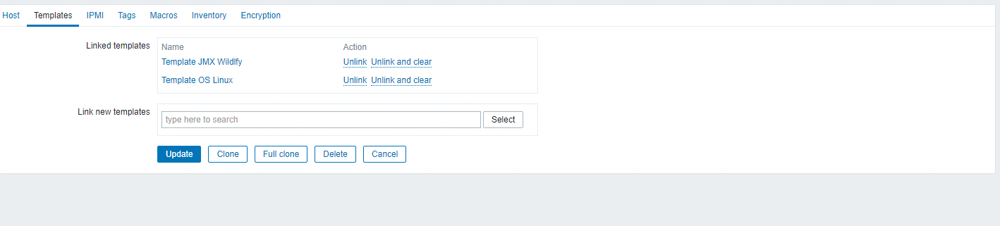 Host Templates IPMI Tags Macros Inventory Encryption
Linked templates Name Action
Template JMX Wildlfy Unlink Unlink and clear
Template OS Linux Unlink Unlink and clear
Link new templates
type here to search Select
Update Clone Full clone Delete Cancel